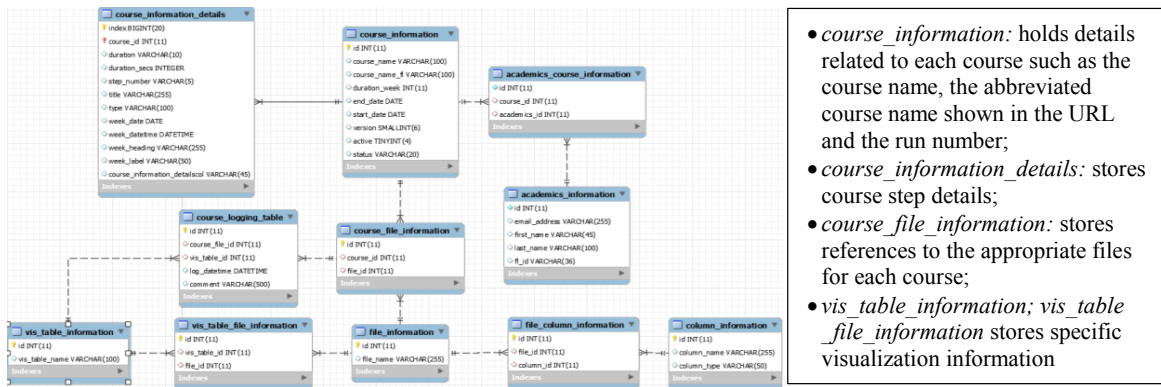 course_information_details
index BIGINT(20)
course_id INT(11)
duration VARCHAR(10)
duration_secs INTEGER
step_number VARCHAR(5)
title VARCHAR(255)
type VARCHAR(100)
week_date DATE
week_datetime DATETIME
week_heading VARCHAR(255)
week_label VARCHAR(50)
course_information_detailscol VARCHAR(45)
Indexes
course_information
id INT(11)
course_name VARCHAR(100)
course_name_fl VARCHAR(100)
duration_week INT(11)
end_date DATE
start_date DATE
version SMALLINT(6)
active TINYINT(4)
status VARCHAR(20)
Indexes
academics_course_information
id INT(11)
course_id INT(11)
academics_id INT(11)
Indexes
academics_information
id INT(11)
email_address VARCHAR(255)
first_name VARCHAR(45)
last_name VARCHAR(100)
fl_id VARCHAR(36)
Indexes
course_logging_table
id INT(11)
course_file_id INT(11)
vis_table_id INT(11)
log_datetime DATETIME
comment VARCHAR(500)
Indexes
course_file_information
id INT(11)
course_id INT(11)
file_id INT(11)
Indexes
vis_table_information
id INT(11)
vis_table_name VARCHAR(100)
Indexes
vis_table_file_information
id INT(11)
vis_table_id INT(11)
file_id INT(11)
Indexes
file_information
id INT(11)
file_name VARCHAR(255)
Indexes
file_column_information
id INT(11)
file_id INT(11)
column_id INT(11)
Indexes
column_information
id INT(11)
column_name VARCHAR(255)
column_type VARCHAR(50)
Indexes
• course_information: holds details
related to each course such as the
course name, the abbreviated
course name shown in the URL
and the run number;
• course_information_details: stores
course step details;
• course_file_information: stores
references to the appropriate files
for each course;
• vis_table_information; vis_table
_file_information stores specific
visualization information